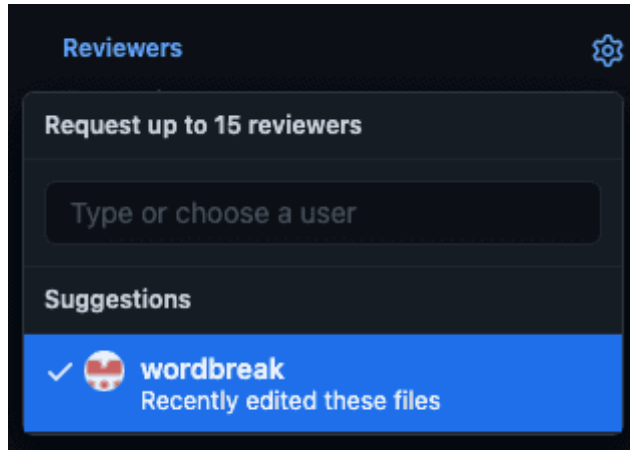 Reviewers
Request up to 15 reviewers
Type or choose a user
Suggestions
wordbreak
Recently edited these files